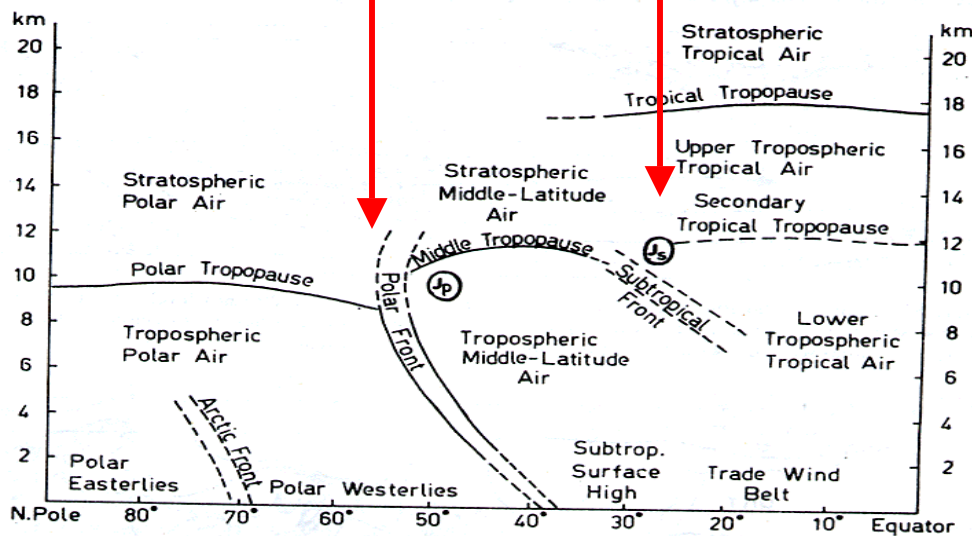 km
20
18
16
14
12
10
8
6
4
2
km
20
18
16
14
12
10
8
6
4
2
Stratospheric
Tropical Air
Tropical Tropopause
Upper Tropospheric
Tropical Air
Stratospheric
Polar Air
Stratospheric
Middle-Latitude
Air
Secondary
Tropical Tropopause
Middle Tropopause
Js
Polar Tropopause
Jp
Polar Front
Subtropical
Front
Tropospheric
Polar Air
Tropospheric
Middle-Latitude
Air
Lower
Tropospheric
Tropical Air
Arctic Front
Polar
Easterlies
Polar Westerlies
Subtrop.
Surface
High
Trade Wind
Belt
N.Pole 80° 70° 60° 50° 40° 30° 20° 10° Equator